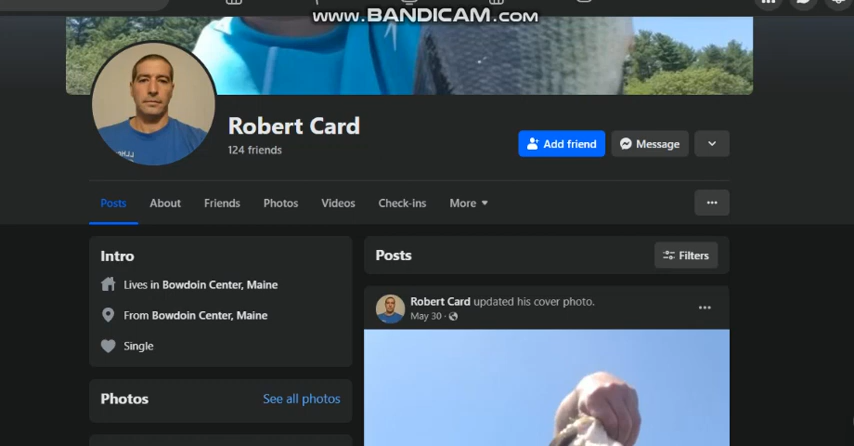 www.BANDICAM.com
Robert Card
124 friends
Add friend
Message
Posts
About
Friends
Photos
Videos
Check-ins
More
Intro
Lives in Bowdoin Center, Maine
From Bowdoin Center, Maine
Single
Photos
See all photos
Posts
Filters
Robert Card updated his cover photo.
May 30 ·